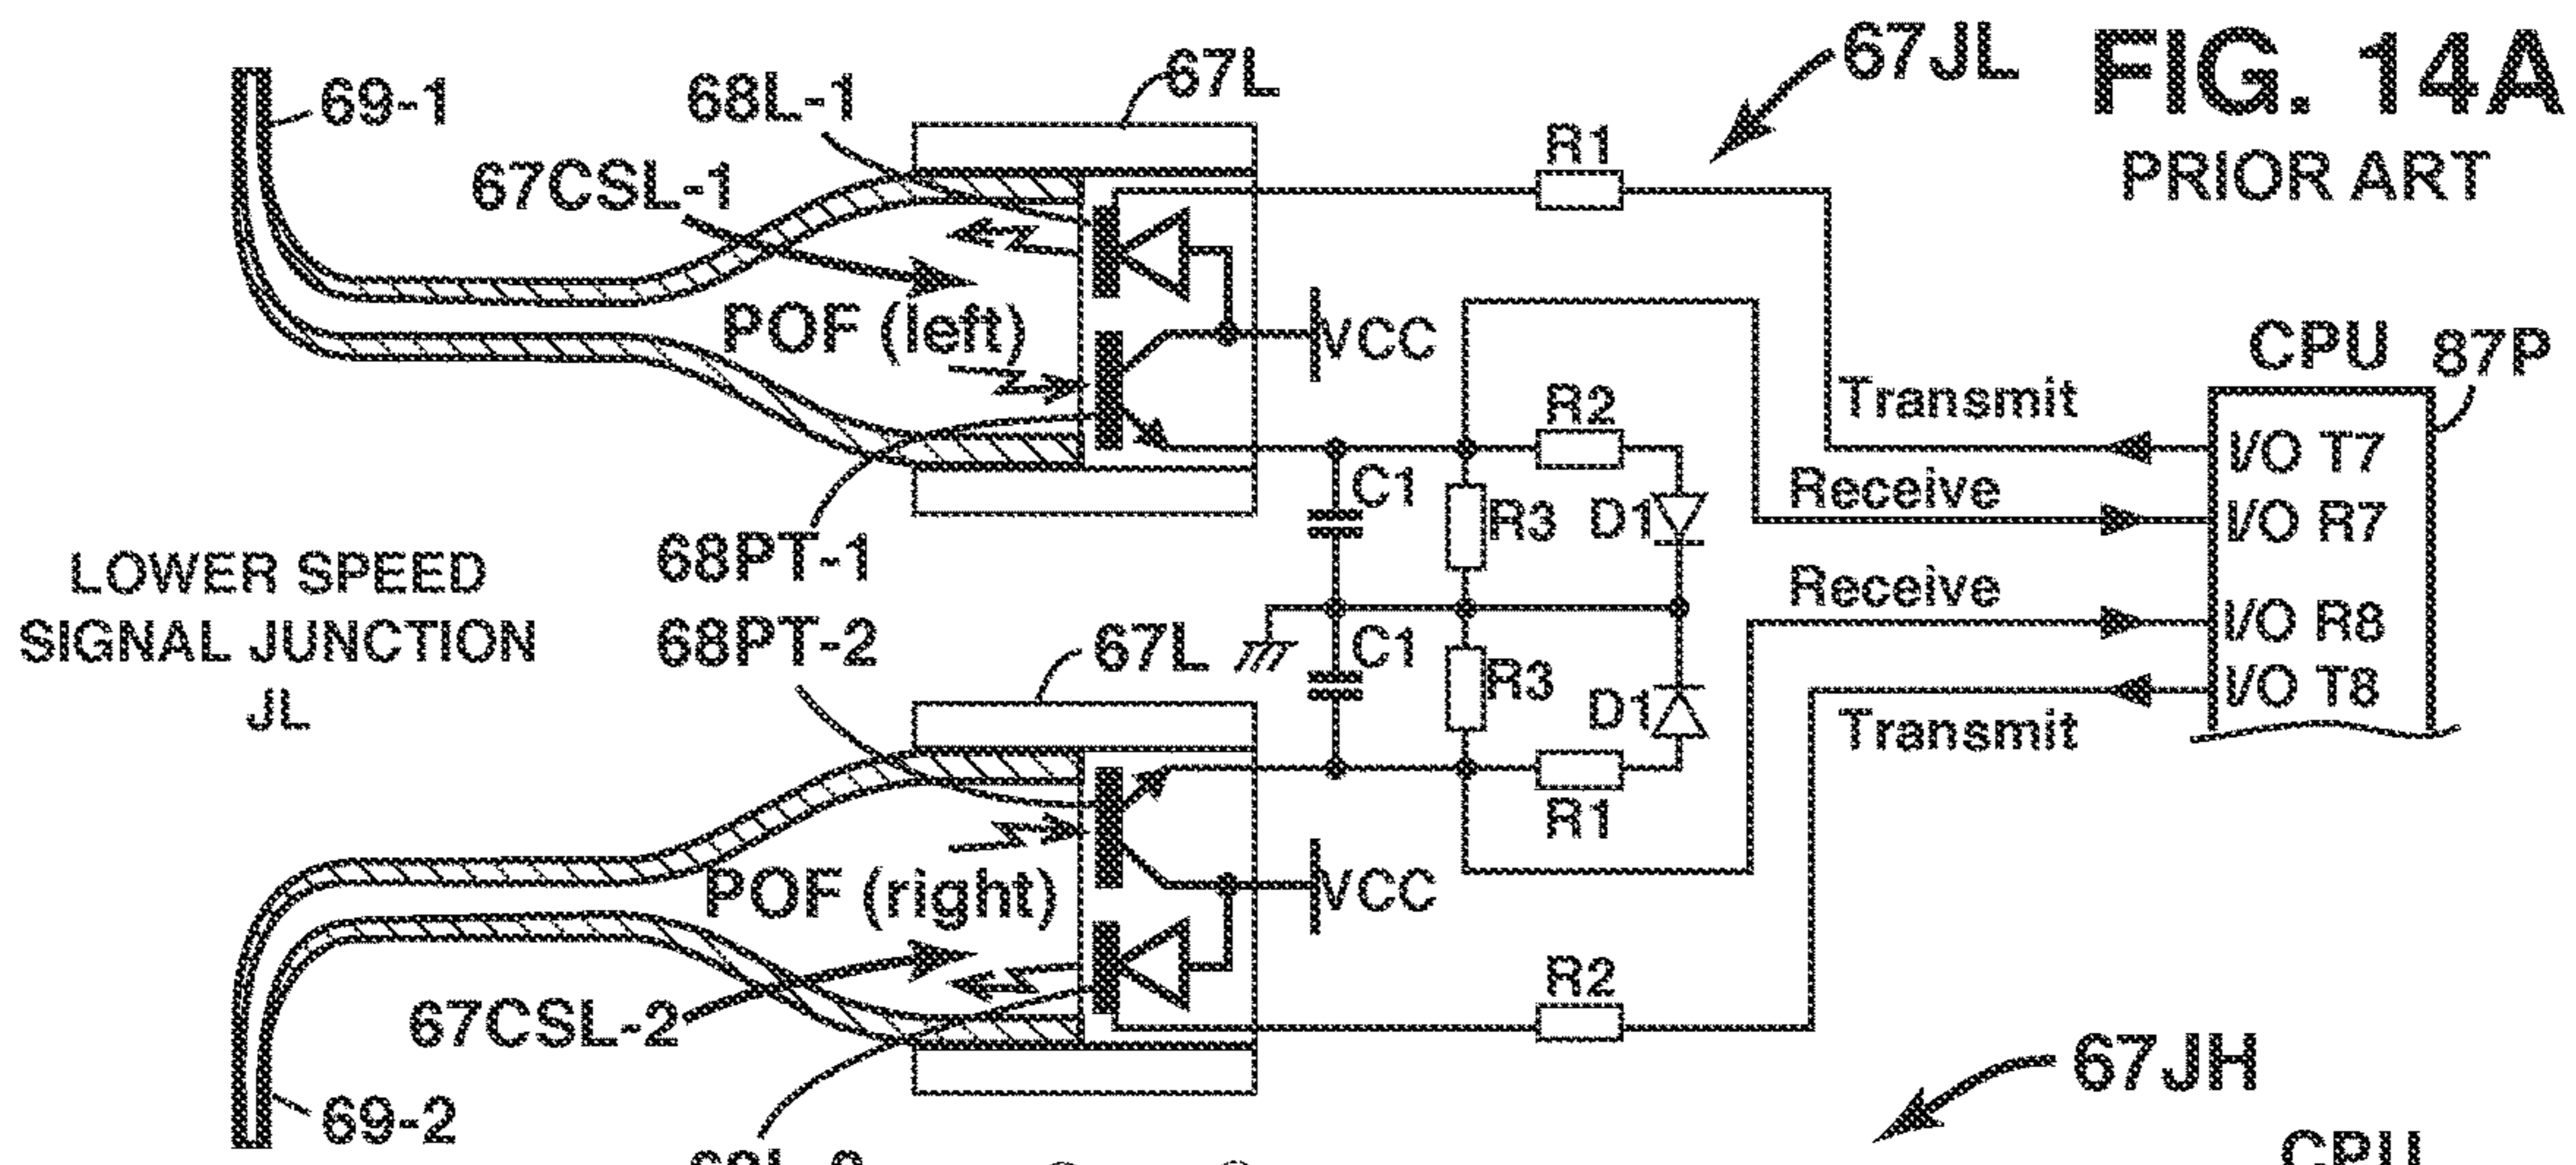 FIG. 14A
PRIOR ART
67JL
67L
68L-1
69-1
67CSL-1
R1
POF (left)
VCC
CPU
87P
Transmit
I/O T7
R2
C1
Receive
I/O R7
R3
D1
68PT-1
LOWER SPEED
SIGNAL JUNCTION
JL
Receive
I/O R8
68PT-2
67L
C1
R3
D1
I/O T8
Transmit
R1
POF (right)
VCC
67CSL-2
R2
69-2
67JH
CPU